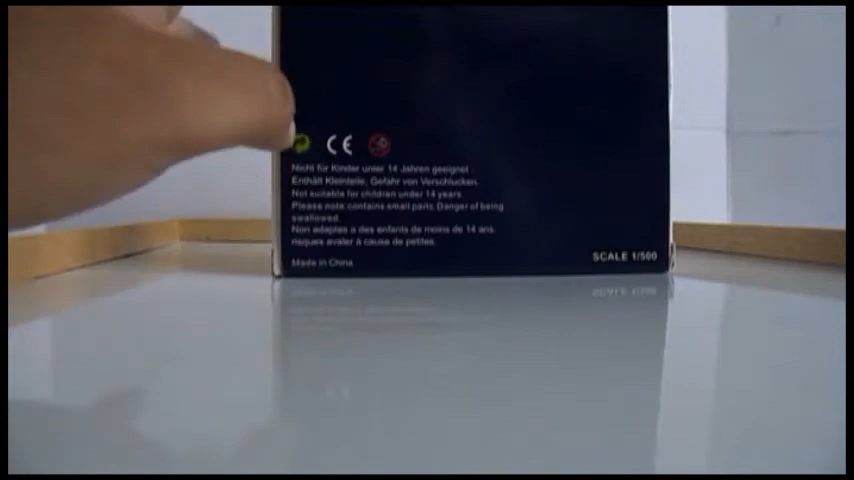 CE
Nicht für Kinder unter 14 Jahren geeignet
Enthält Kleinteile, Gefahr von Verschlucken.
Not suitable for children under 14 years
Please note:contains small parts.Danger of being
swallowed.
Non adaptes a des enfants de moins de 14 ans.
risques avaler à cause de petites.
Made in China
SCALE 1/500